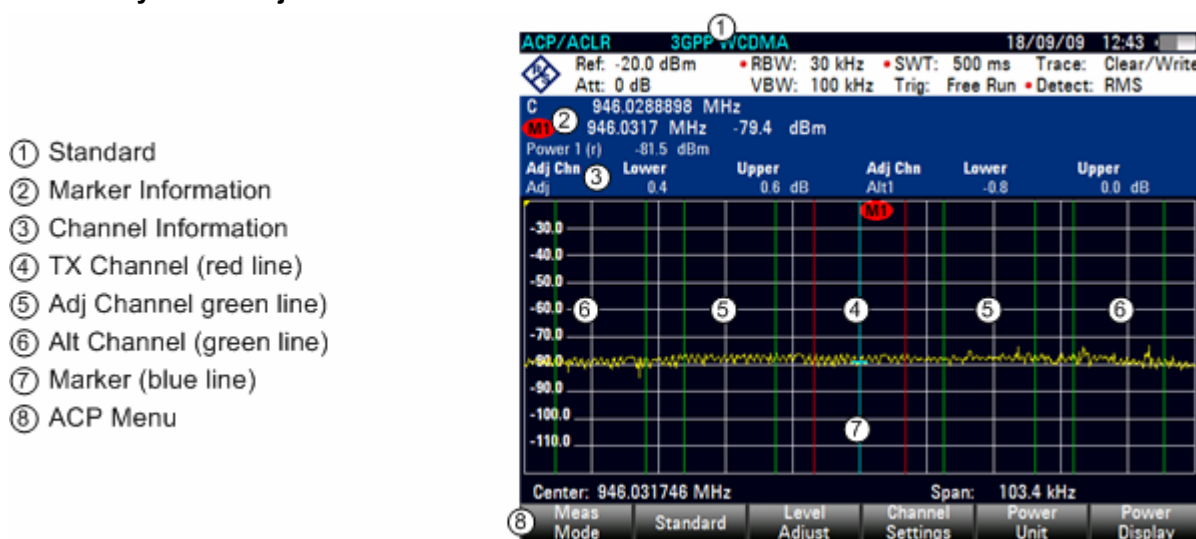 ① Standard
② Marker Information
③ Channel Information
④ TX Channel (red line)
⑤ Adj Channel green line)
⑥ Alt Channel (green line)
⑦ Marker (blue line)
⑧ ACP Menu
①
ACP/ACLR 3GPP WCDMA 18/09/09 12:43
Ref: -20.0 dBm • RBW: 30 kHz • SWT: 500 ms Trace: Clear/Write
Att: 0 dB VBW: 100 kHz Trig: Free Run • Detect: RMS
C 946.0288898 MHz
M1 ② 946.0317 MHz -79.4 dBm
Power 1 (r) -81.5 dBm
Adj Chn ③ Lower Upper Adj Chn Lower Upper
Adj 0.4 0.6 dB Alt1 -0.8 0.0 dB
M1
-30.0
-40.0
-50.0
-60.0 ⑥ ⑤ ④ ⑤ ⑥
-70.0
-80.0
-90.0
-100.0
⑦
-110.0
Center: 946.031746 MHz Span: 103.4 kHz
⑧ Meas Mode Standard Level Adjust Channel Settings Power Unit Power Display